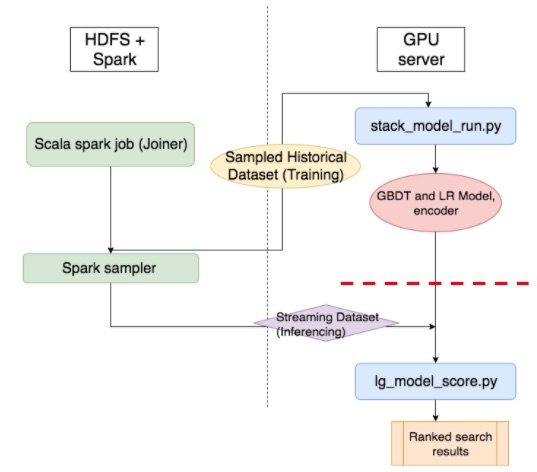 HDFS +
Spark
GPU
server
Scala spark job (Joiner)
stack_model_run.py
Sampled Historical
Dataset (Training)
GBDT and LR Model,
encoder
Spark sampler
Streaming Dataset
(Inferencing)
lg_model_score.py
Ranked search
results